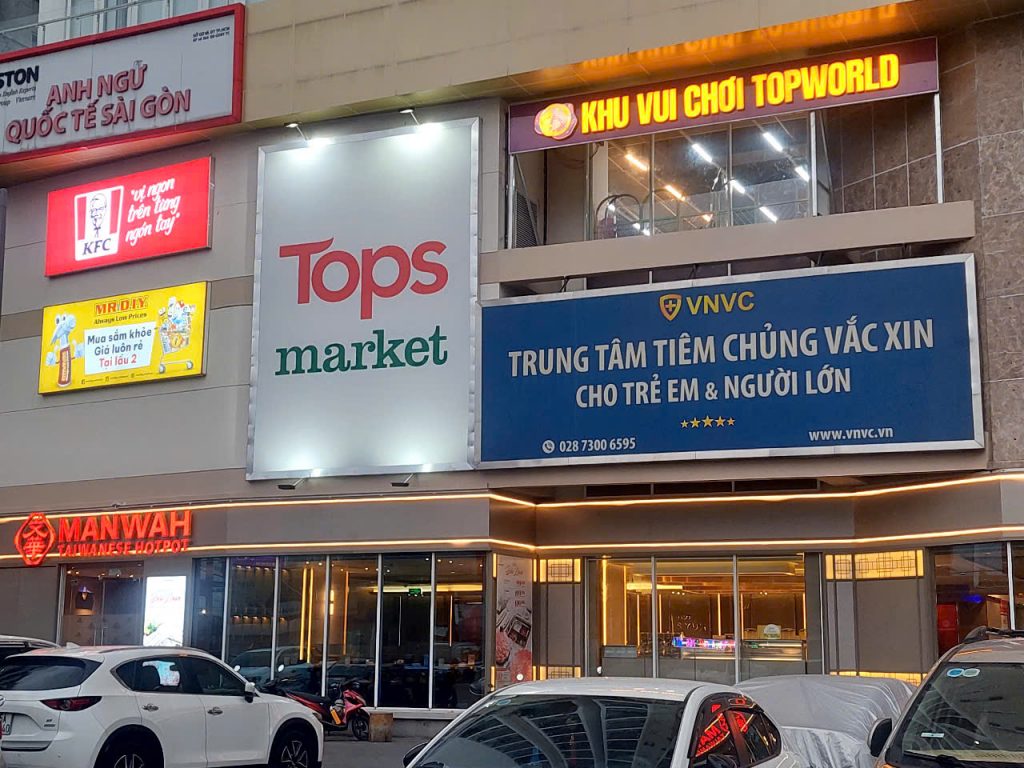 STON
ANH NGỮ
QUỐC TẾ SÀI GÒN
KHU VUI CHƠI TOPWORLD
KFC
"vị ngon
trên từng
ngón tay"
MR.D.I.Y.
Always Low Prices
Mua sắm khỏe
Giá luôn rẻ
Tại lầu 2
Tops
market
VNVC
TRUNG TÂM TIÊM CHỦNG VẮC XIN
CHO TRẺ EM & NGƯỜI LỚN
028 7300 6595
www.vnvc.vn
MANWAH
TAIWANESE HOTPOT